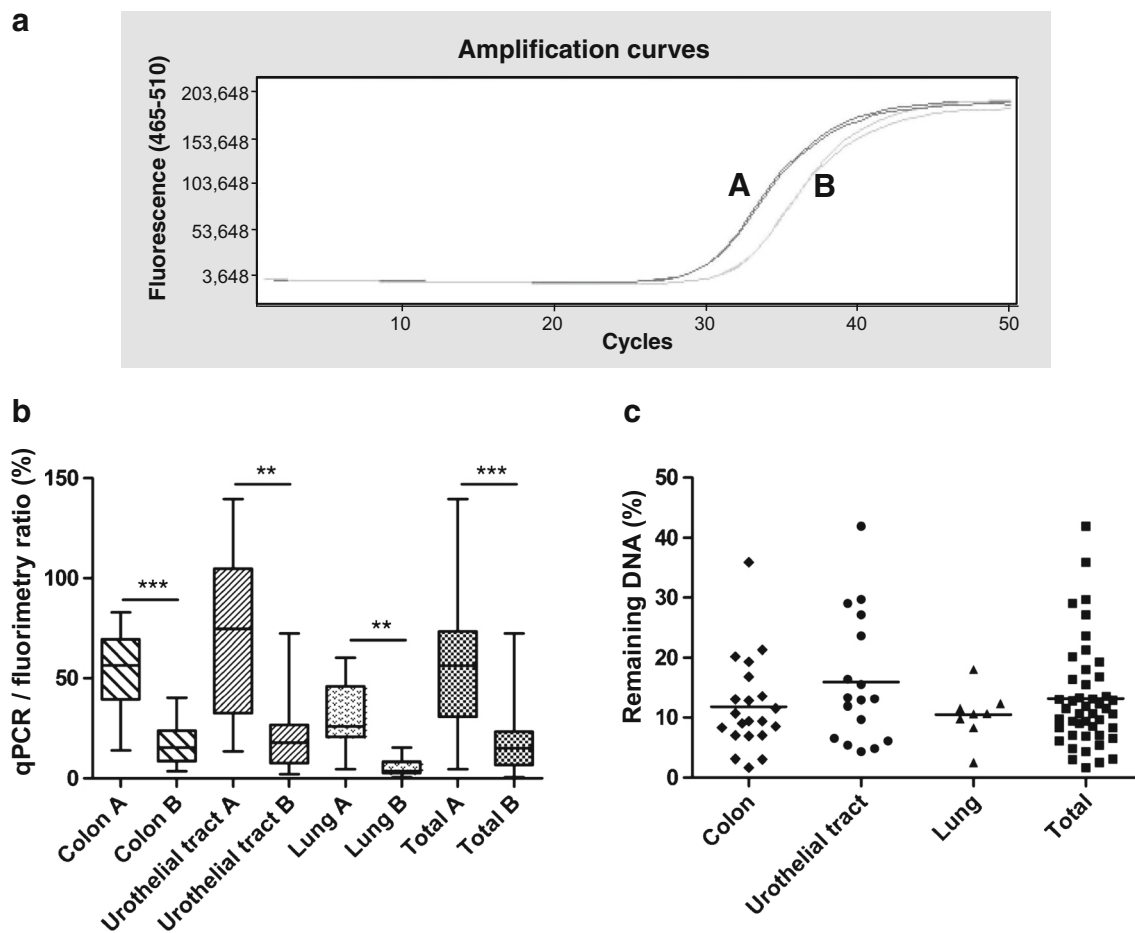 a
Amplification curves
Fluorescence (465-510)
203,648
153,648
103,648
53,648
3,648
A
B
10 20 30 40 50
Cycles
b
qPCR / fluorimetry ratio (%)
150
100
50
0
***
**
**
***
Colon A
Colon B
Urothelial tract A
Urothelial tract B
Lung A
Lung B
Total A
Total B
c
Remaining DNA (%)
50
40
30
20
10
0
Colon
Urothelial tract
Lung
Total